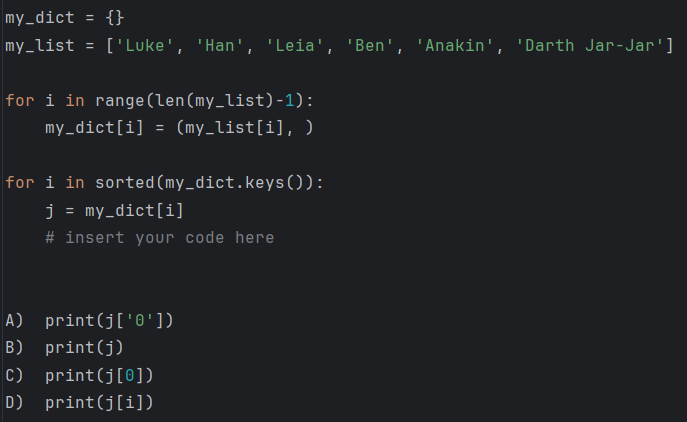 my_dict = {}
my_list = ['Luke', 'Han', 'Leia', 'Ben', 'Anakin', 'Darth Jar-Jar']
for i in range(len(my_list)-1):
    my_dict[i] = (my_list[i], )
for i in sorted(my_dict.keys()):
    j = my_dict[i]
    # insert your code here
A)  print(j['0'])
B)  print(j)
C)  print(j[0])
D)  print(j[i])